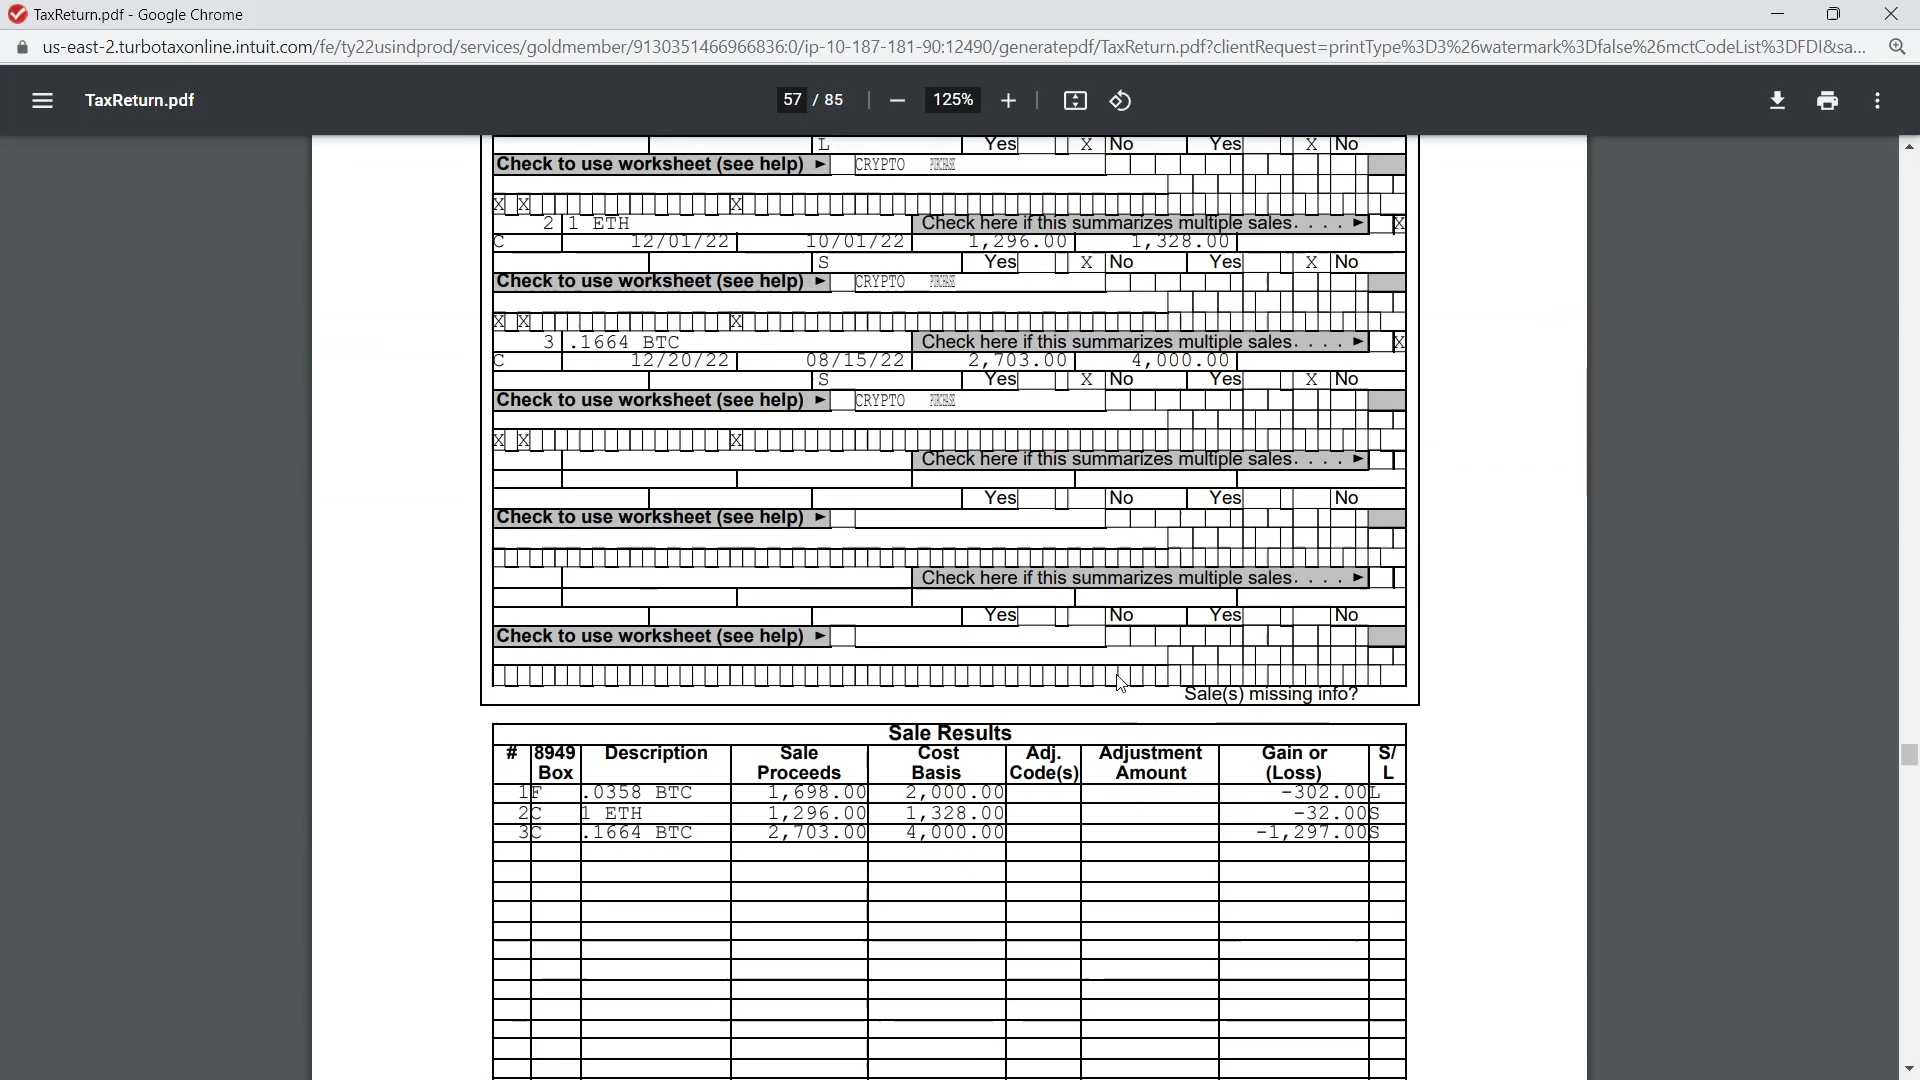 TaxReturn.pdf - Google Chrome
us-east-2.turbotaxonline.intuit.com/fe/ty22usindprod/services/goldmember/9130351466966836:0/ip-10-187-181-90:12490/generatepdf/TaxReturn.pdf?clientRequest=printType%3D3%26watermark%3Dfalse%26mctCodeList%3DFDI&sa...
TaxReturn.pdf 57 / 85 125%
L Yes X No Yes X No
Check to use worksheet (see help) ► CRYPTO PURCHASE
X X X
2 1 ETH Check here if this summarizes multiple sales. . . . ► X
C 12/01/22 10/01/22 1,296.00 1,328.00
S Yes X No Yes X No
Check to use worksheet (see help) ► CRYPTO PURCHASE
X X X
3 .1664 BTC Check here if this summarizes multiple sales. . . . ► X
C 12/20/22 08/15/22 2,703.00 4,000.00
S Yes X No Yes X No
Check to use worksheet (see help) ► CRYPTO PURCHASE
X X X
Check here if this summarizes multiple sales. . . . ►
Yes No Yes No
Check to use worksheet (see help) ►
Check here if this summarizes multiple sales. . . . ►
Yes No Yes No
Check to use worksheet (see help) ►
Sale(s) missing info?
Sale Results
# 8949 Box Description Sale Proceeds Cost Basis Adj. Code(s) Adjustment Amount Gain or (Loss) S/ L
1 F .0358 BTC 1,698.00 2,000.00 -302.00 L
2 C 1 ETH 1,296.00 1,328.00 -32.00 S
3 C .1664 BTC 2,703.00 4,000.00 -1,297.00 S